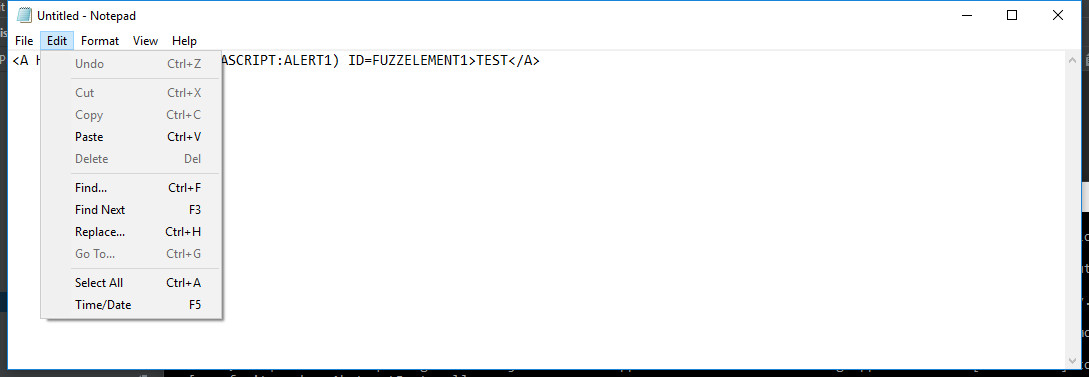 Untitled - Notepad
File Edit Format View Help
<A H ASCRIPT:ALERT1) ID=FUZZELEMENT1>TEST</A>
Undo Ctrl+Z
Cut Ctrl+X
Copy Ctrl+C
Paste Ctrl+V
Delete Del
Find... Ctrl+F
Find Next F3
Replace... Ctrl+H
Go To... Ctrl+G
Select All Ctrl+A
Time/Date F5